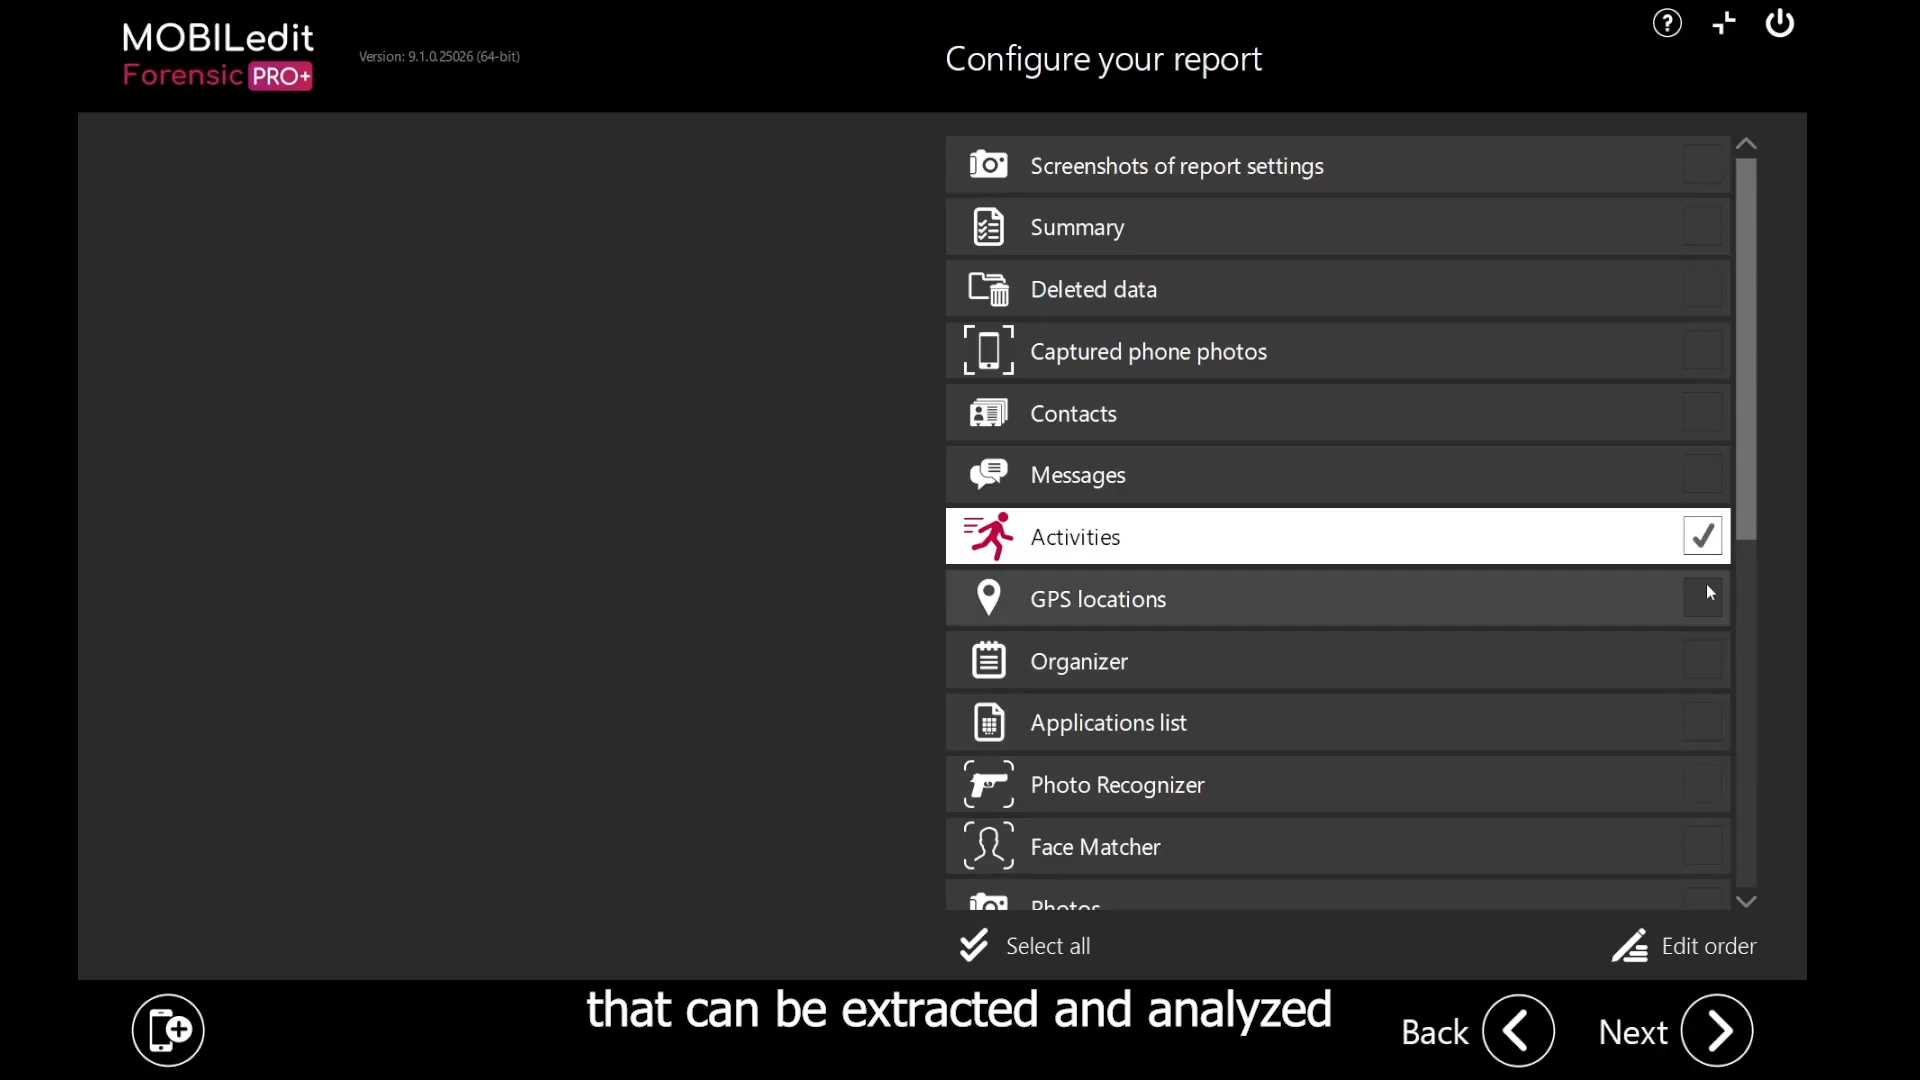 MOBILedit
Forensic PRO+
Version: 9.1.0.25026 (64-bit)
Configure your report
Screenshots of report settings
Summary
Deleted data
Captured phone photos
Contacts
Messages
Activities
GPS locations
Organizer
Applications list
Photo Recognizer
Face Matcher
Photos
Select all
Edit order
that can be extracted and analyzed
Back
Next